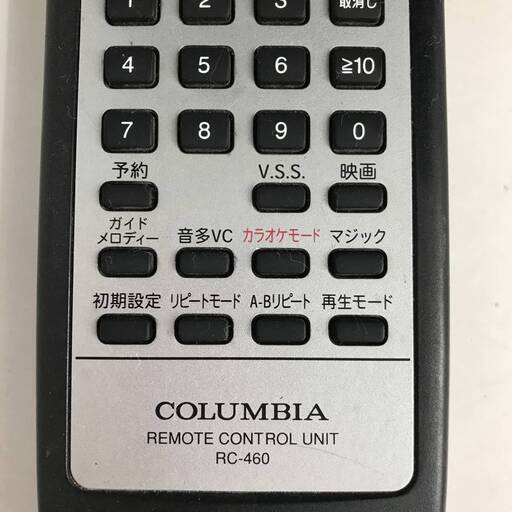 1 2 3 取消し
4 5 6 ≧10
7 8 9 0
予約 V.S.S. 映画
ガイド
メロディー 音多VC カラオケモード マジック
初期設定 リピートモード A-Bリピート 再生モード
COLUMBIA
REMOTE CONTROL UNIT
RC-460